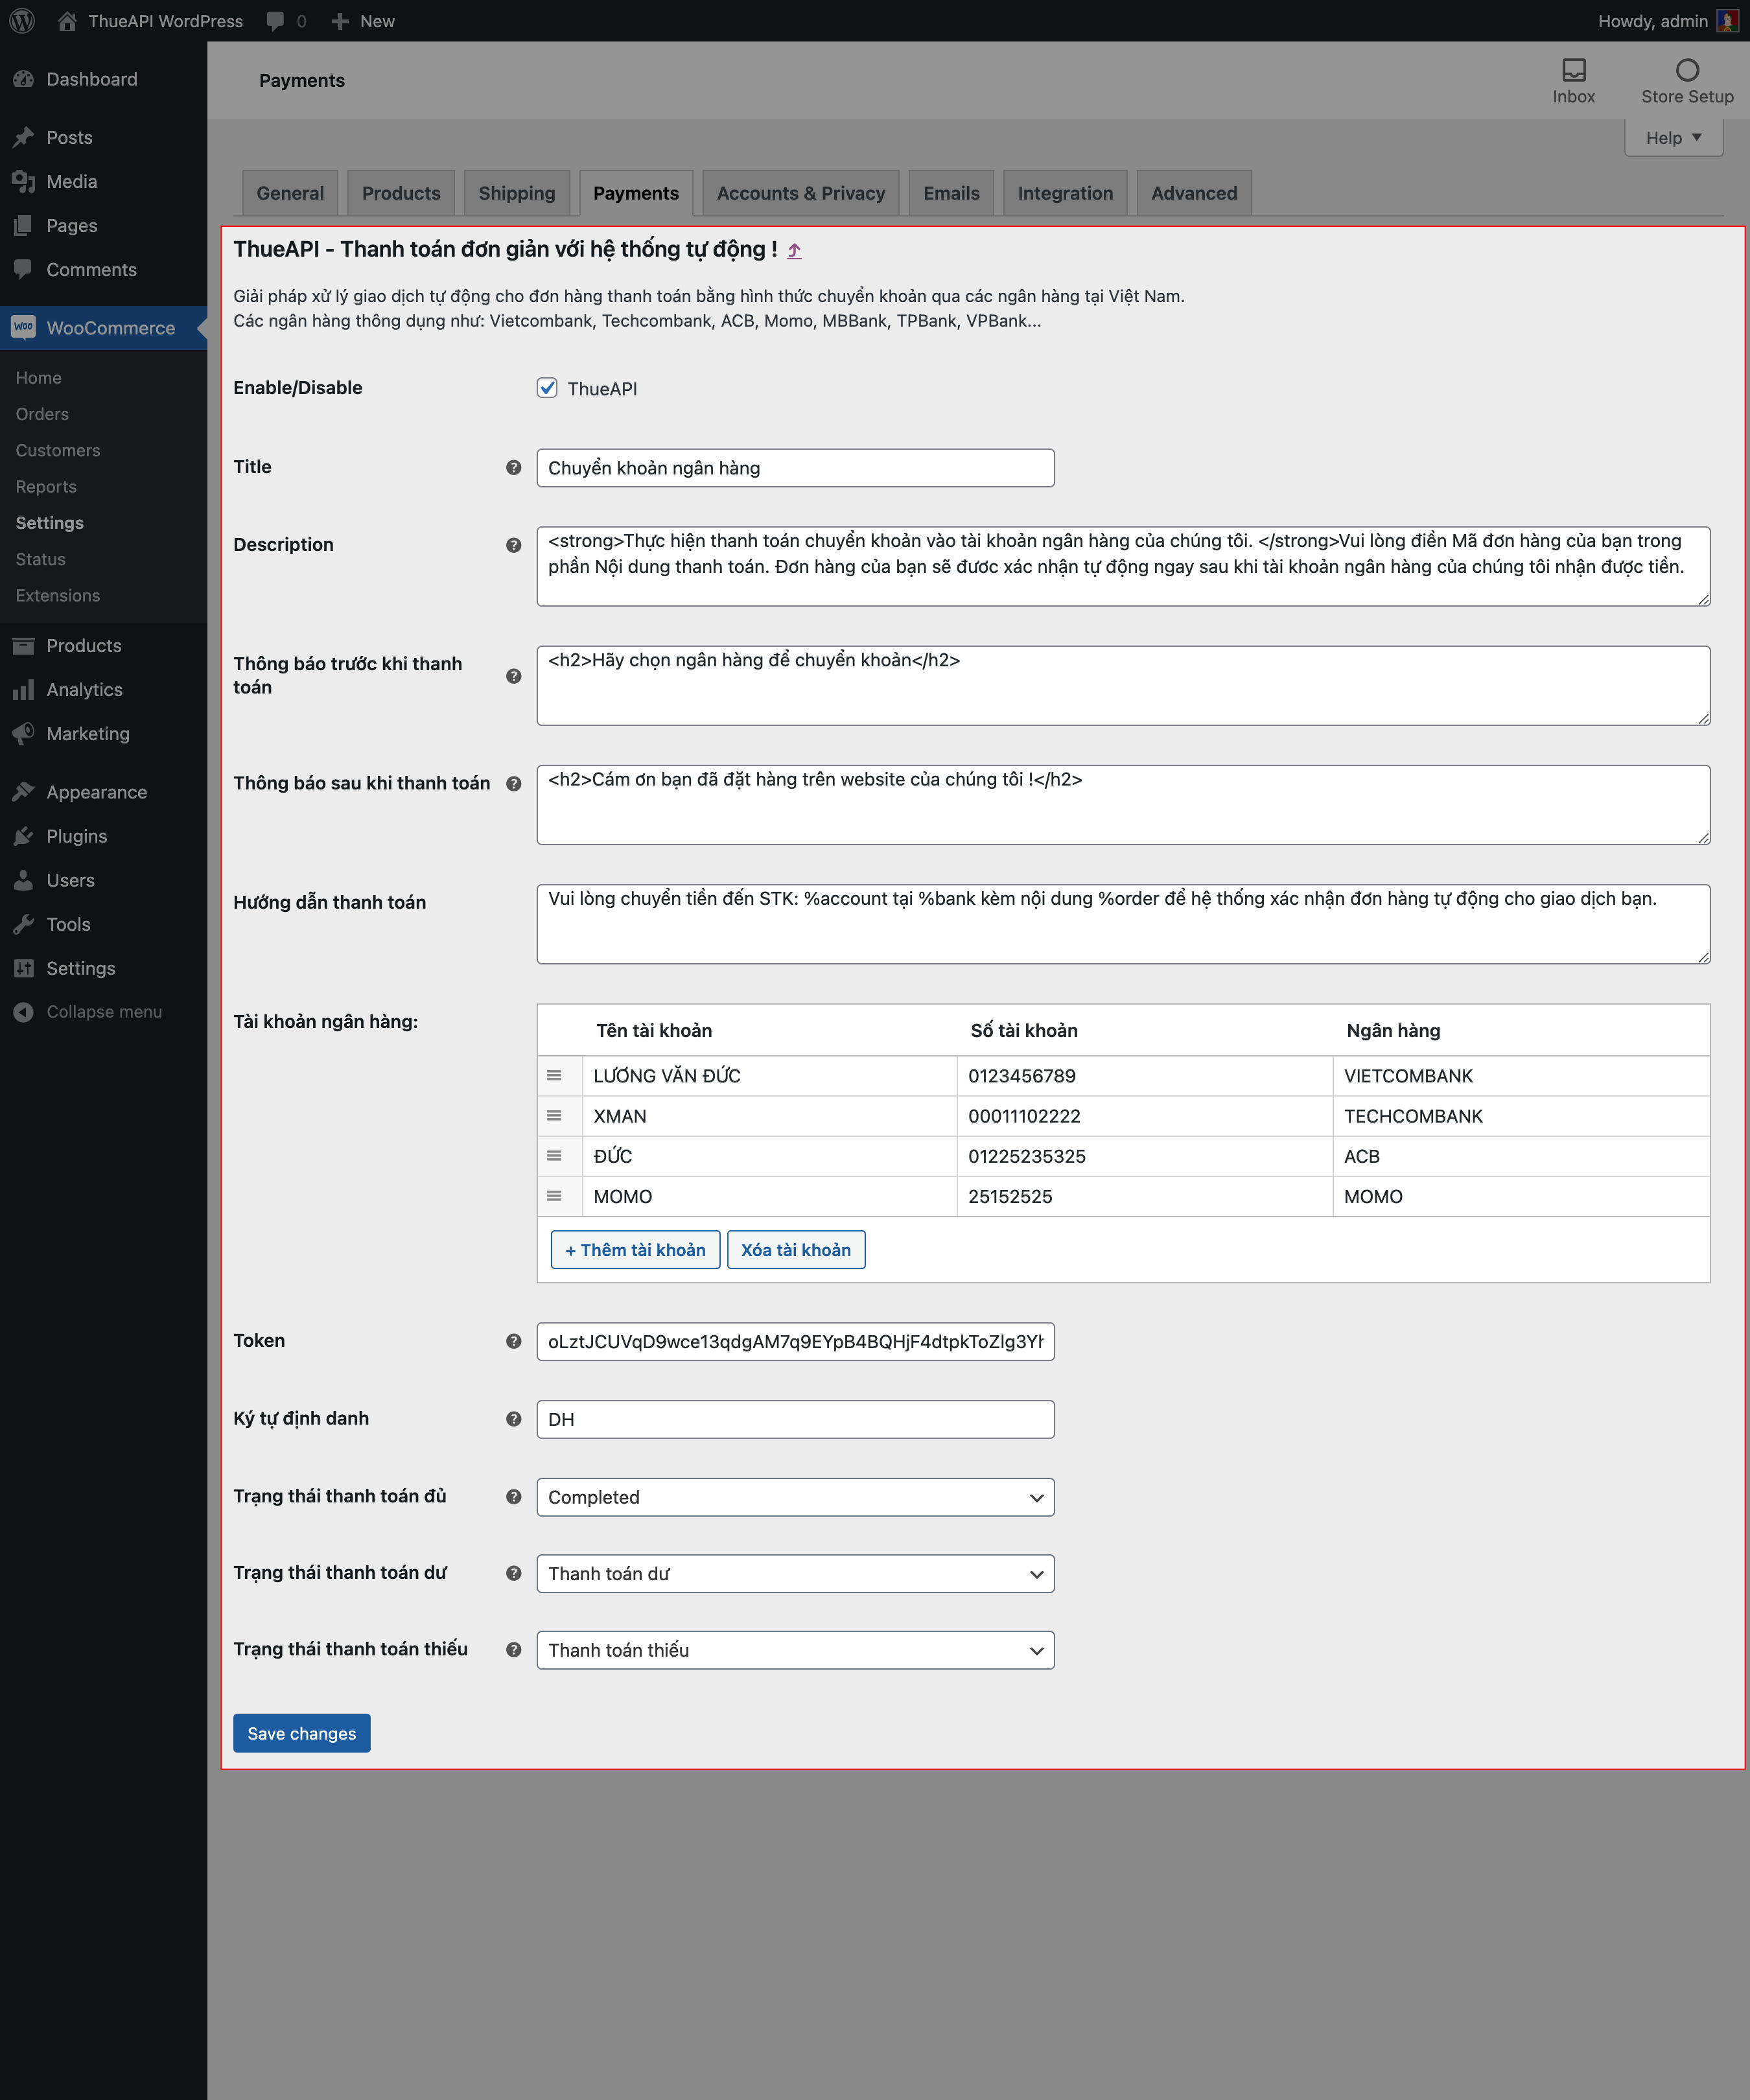 ThueAPI WordPress
0
New
Howdy, admin
Dashboard
Posts
Media
Pages
Comments
WooCommerce
Home
Orders
Customers
Reports
Settings
Status
Extensions
Products
Analytics
Marketing
Appearance
Plugins
Users
Tools
Settings
Collapse menu
Payments
Inbox
Store Setup
Help
General
Products
Shipping
Payments
Accounts & Privacy
Emails
Integration
Advanced
ThueAPI - Thanh toán đơn giản với hệ thống tự động !
Giải pháp xử lý giao dịch tự động cho đơn hàng thanh toán bằng hình thức chuyển khoản qua các ngân hàng tại Việt Nam.
Các ngân hàng thông dụng như: Vietcombank, Techcombank, ACB, Momo, MBBank, TPBank, VPBank...
Enable/Disable
ThueAPI
Title
Chuyển khoản ngân hàng
Description
<strong>Thực hiện thanh toán chuyển khoản vào tài khoản ngân hàng của chúng tôi. </strong>Vui lòng điền Mã đơn hàng của bạn trong
phần Nội dung thanh toán. Đơn hàng của bạn sẽ đươc xác nhận tự động ngay sau khi tài khoản ngân hàng của chúng tôi nhận được tiền.
Thông báo trước khi thanh
toán
<h2>Hãy chọn ngân hàng để chuyển khoản</h2>
Thông báo sau khi thanh toán
<h2>Cám ơn bạn đã đặt hàng trên website của chúng tôi !</h2>
Hướng dẫn thanh toán
Vui lòng chuyển tiền đến STK: %account tại %bank kèm nội dung %order để hệ thống xác nhận đơn hàng tự động cho giao dịch bạn.
Tài khoản ngân hàng:
Tên tài khoản
Số tài khoản
Ngân hàng
LƯƠNG VĂN ĐỨC
0123456789
VIETCOMBANK
XMAN
00011102222
TECHCOMBANK
ĐỨC
01225235325
ACB
MOMO
25152525
MOMO
+ Thêm tài khoản
Xóa tài khoản
Token
Ký tự định danh
DH
Trạng thái thanh toán đủ
Completed
Trạng thái thanh toán dư
Thanh toán dư
Trạng thái thanh toán thiếu
Thanh toán thiếu
Save changes